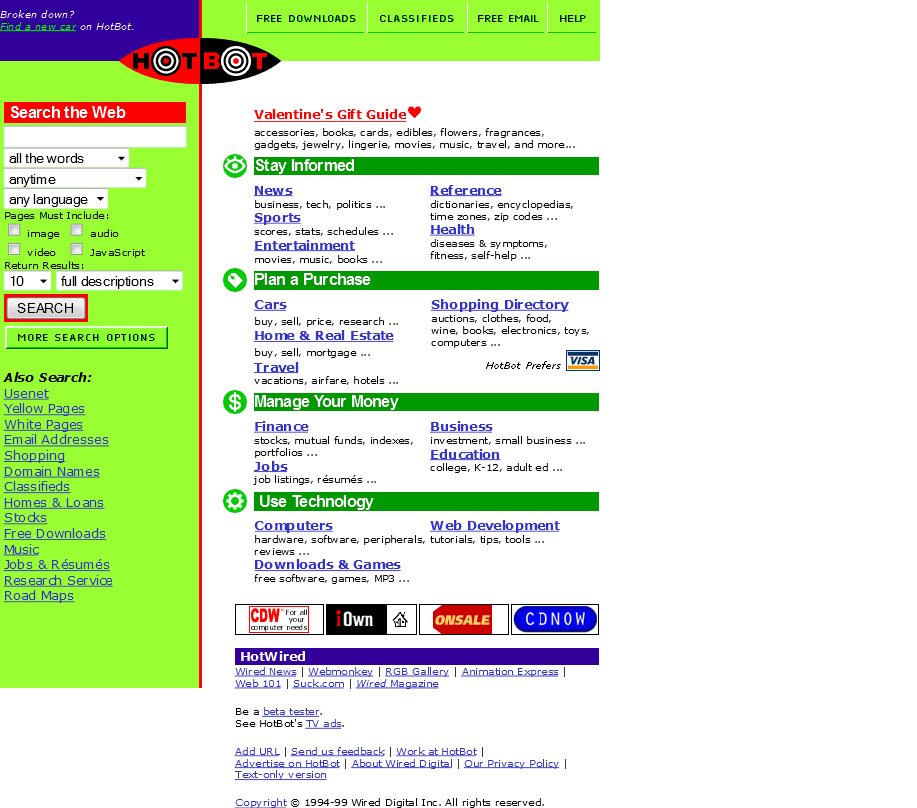 Broken down?
Find a new car on HotBot.
FREE DOWNLOADS
CLASSIFIEDS
FREE EMAIL
HELP
HOTBOT
Search the Web
all the words
anytime
any language
Pages Must Include:
image
audio
video
JavaScript
Return Results:
10
full descriptions
SEARCH
MORE SEARCH OPTIONS
Also Search:
Usenet
Yellow Pages
White Pages
Email Addresses
Shopping
Domain Names
Classifieds
Homes & Loans
Stocks
Free Downloads
Music
Jobs & Résumés
Research Service
Road Maps
Valentine's Gift Guide
accessories, books, cards, edibles, flowers, fragrances,
gadgets, jewelry, lingerie, movies, music, travel, and more...
Stay Informed
News
business, tech, politics ...
Sports
scores, stats, schedules ...
Entertainment
movies, music, books ...
Reference
dictionaries, encyclopedias,
time zones, zip codes ...
Health
diseases & symptoms,
fitness, self-help ...
Plan a Purchase
Cars
buy, sell, price, research ...
Home & Real Estate
buy, sell, mortgage ...
Travel
vacations, airfare, hotels ...
Shopping Directory
auctions, clothes, food,
wine, books, electronics, toys,
computers ...
HotBot Prefers VISA
$ Manage Your Money
Finance
stocks, mutual funds, indexes,
portfolios ...
Jobs
job listings, résumés ...
Business
investment, small business ...
Education
college, K-12, adult ed ...
Use Technology
Computers
hardware, software, peripherals,
reviews ...
Downloads & Games
free software, games, MP3 ...
Web Development
tutorials, tips, tools ...
CDW For all
your
computer needs
iOwn
ONSALE
CDNOW
HotWired
Wired News | Webmonkey | RGB Gallery | Animation Express |
Web 101 | Suck.com | Wired Magazine
Be a beta tester.
See HotBot's TV ads.
Add URL | Send us feedback | Work at HotBot |
Advertise on HotBot | About Wired Digital | Our Privacy Policy |
Text-only version
Copyright © 1994-99 Wired Digital Inc. All rights reserved.